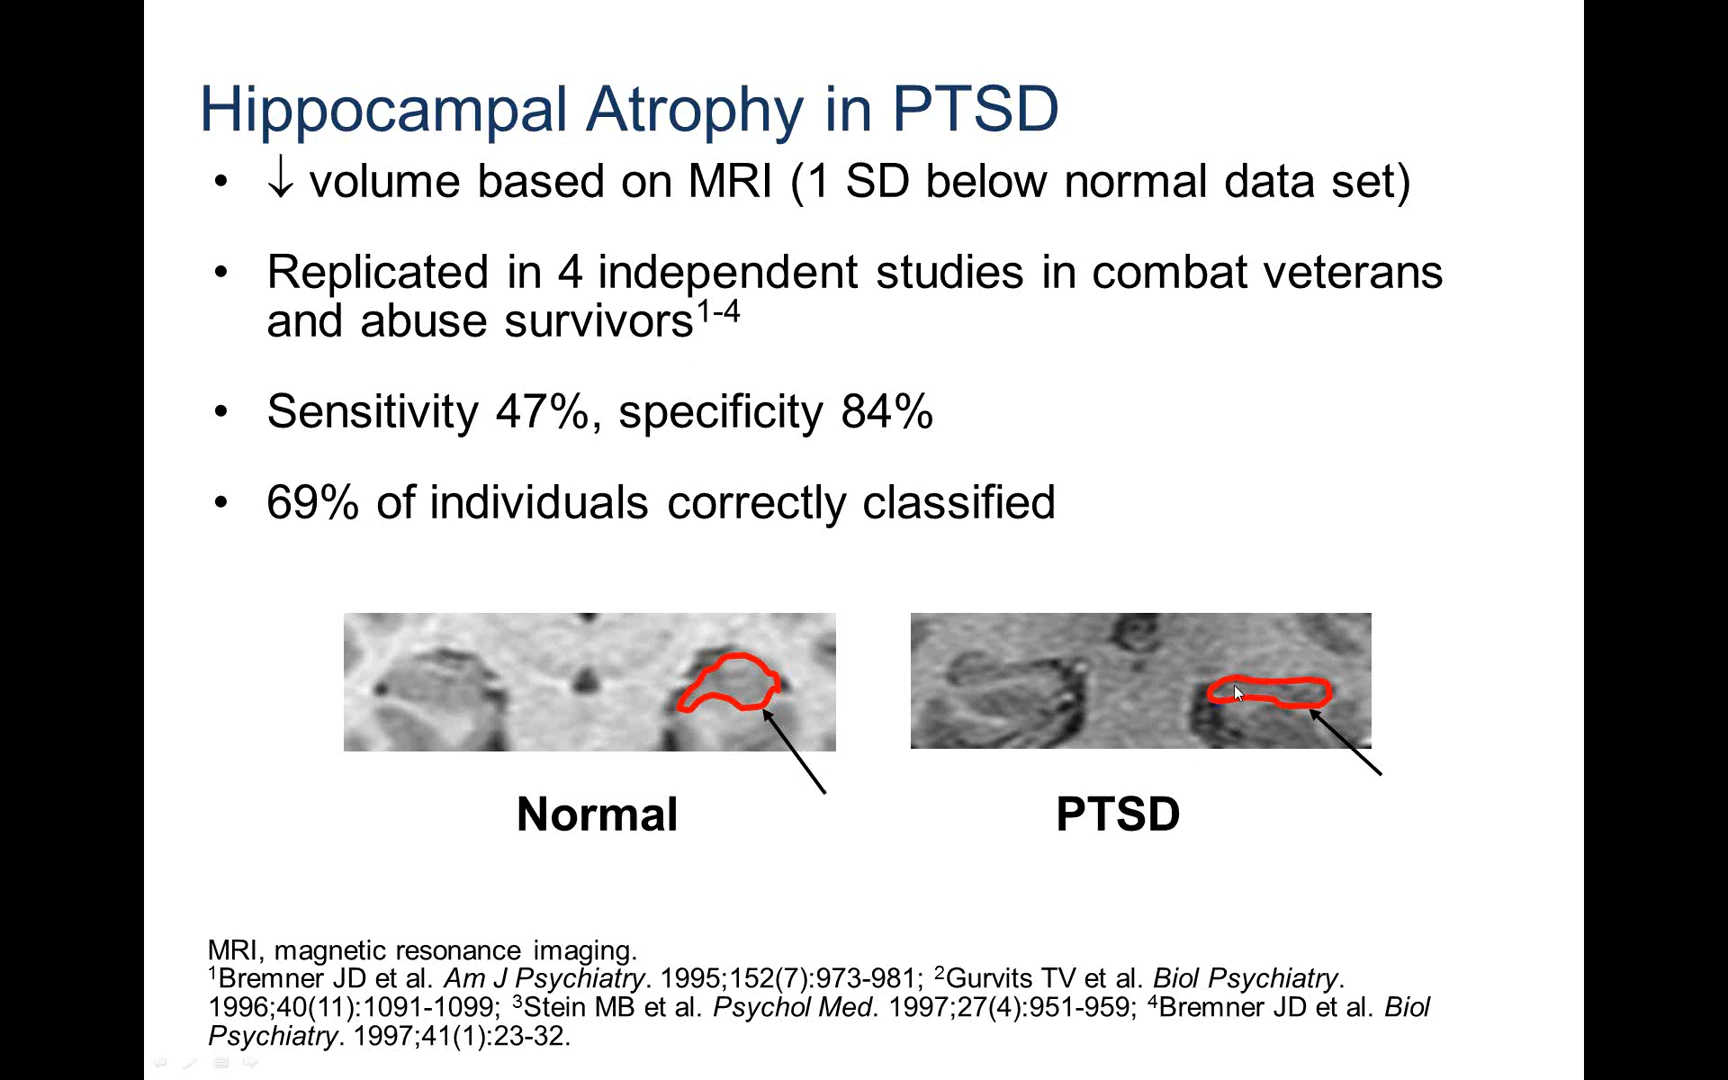 Hippocampal Atrophy in PTSD
• ↓ volume based on MRI (1 SD below normal data set)
• Replicated in 4 independent studies in combat veterans
and abuse survivors¹⁻⁴
• Sensitivity 47%, specificity 84%
• 69% of individuals correctly classified
Normal
PTSD
MRI, magnetic resonance imaging.
¹Bremner JD et al. Am J Psychiatry. 1995;152(7):973-981; ²Gurvits TV et al. Biol Psychiatry.
1996;40(11):1091-1099; ³Stein MB et al. Psychol Med. 1997;27(4):951-959; ⁴Bremner JD et al. Biol
Psychiatry. 1997;41(1):23-32.